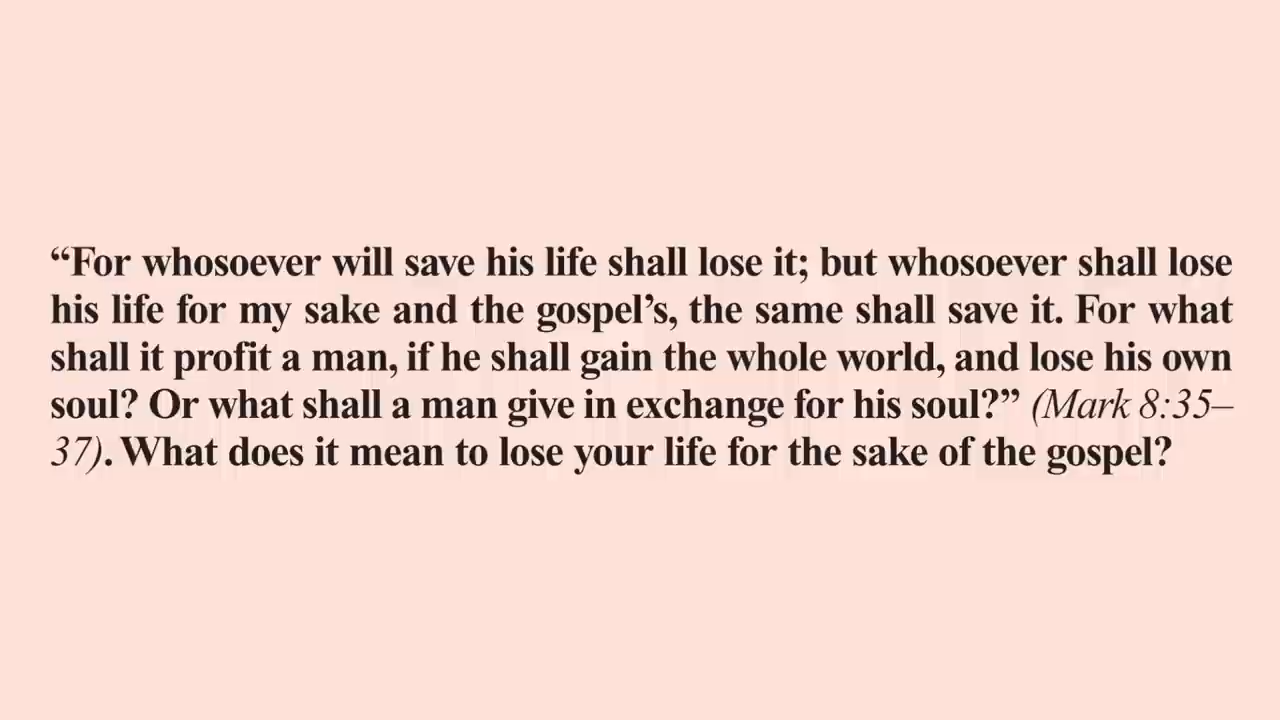 “For whosoever will save his life shall lose it; but whosoever shall lose
his life for my sake and the gospel’s, the same shall save it. For what
shall it profit a man, if he shall gain the whole world, and lose his own
soul? Or what shall a man give in exchange for his soul?” (Mark 8:35–
37). What does it mean to lose your life for the sake of the gospel?